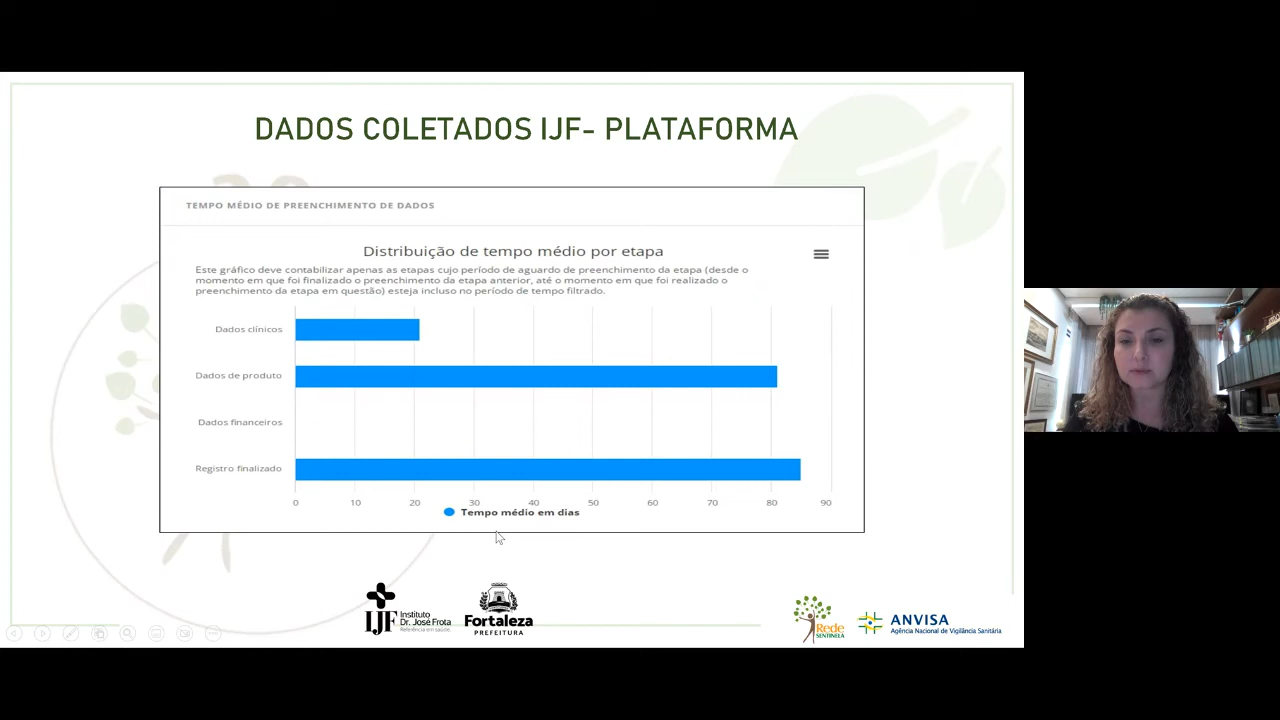 DADOS COLETADOS IJF- PLATAFORMA
TEMPO MÉDIO DE PREENCHIMENTO DE DADOS
Distribuição de tempo médio por etapa
Este gráfico deve contabilizar apenas as etapas cujo período de aguardo de preenchimento da etapa (desde o
momento em que foi finalizado o preenchimento da etapa anterior, até o momento em que foi realizado o
preenchimento da etapa em questão) esteja incluso no período de tempo filtrado.
Dados clínicos
Dados de produto
Dados financeiros
Registro finalizado
0 10 20 30 40 50 60 70 80 90
Tempo médio em dias
IJF
Instituto
Dr. José Frota
Referência em saúde
Fortaleza
PREFEITURA
Rede
SENTINELA
ANVISA
Agência Nacional de Vigilância Sanitária